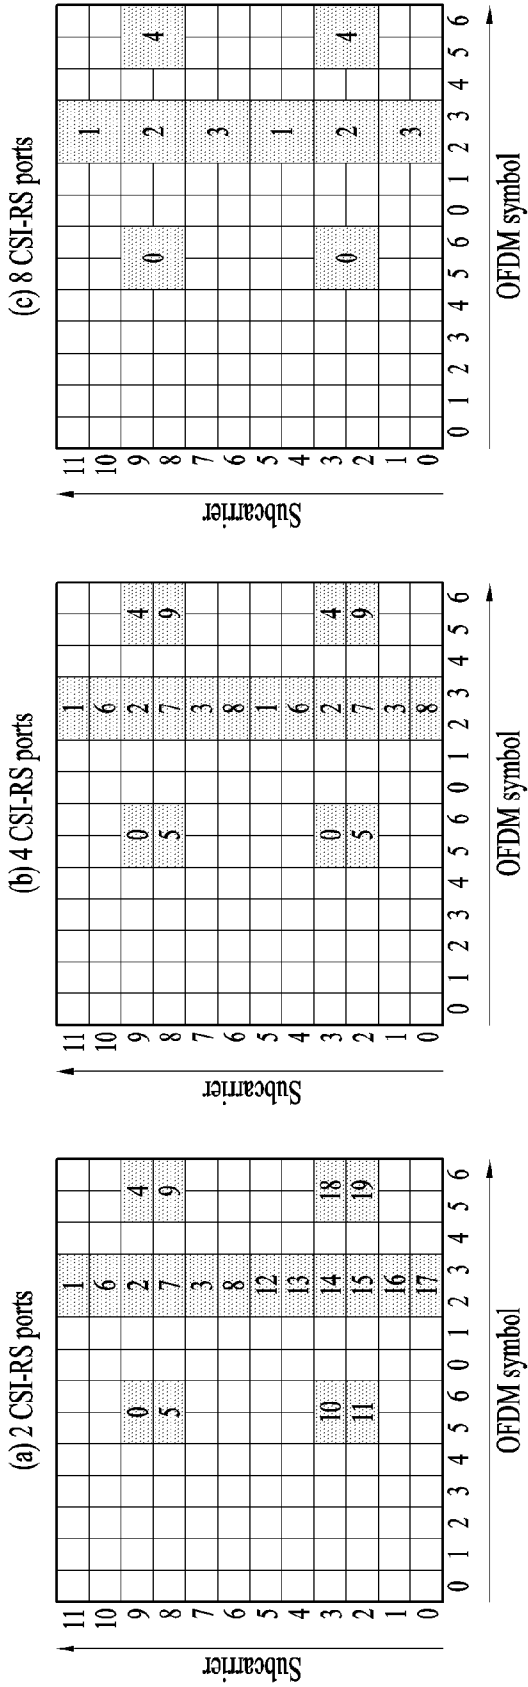 (a) 2 CSI-RS ports
Subcarrier
11 1
10 6
9 0 2 4
8 5 7 9
7 3
6 8
5 12
4 13
3 10 14 18
2 11 15 19
1 16
0 17
0 1 2 3 4 5 6 0 1 2 3 4 5 6
OFDM symbol
(b) 4 CSI-RS ports
Subcarrier
11 1
10 6
9 0 2 4
8 5 7 9
7 3
6 8
5 1
4 6
3 0 2 4
2 5 7 9
1 3
0 8
0 1 2 3 4 5 6 0 1 2 3 4 5 6
OFDM symbol
(c) 8 CSI-RS ports
Subcarrier
11
1
10
9
0 2 4
8
7
3
6
5
1
4
3
0 2 4
2
1
3
0
0 1 2 3 4 5 6 0 1 2 3 4 5 6
OFDM symbol